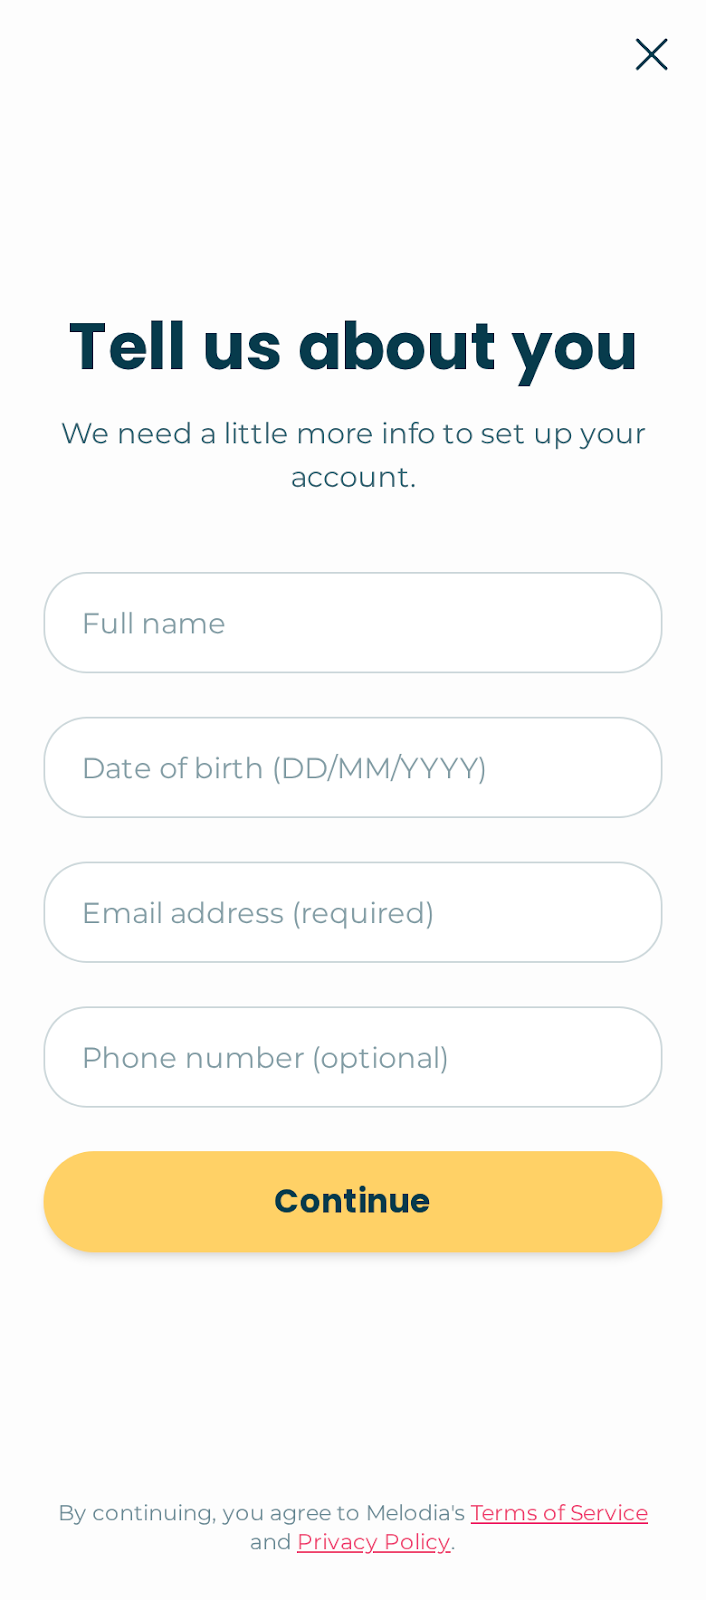 Tell us about you
We need a little more info to set up your
account.
Full name
Date of birth (DD/MM/YYYY)
Email address (required)
Phone number (optional)
Continue
By continuing, you agree to Melodia's Terms of Service
and Privacy Policy.